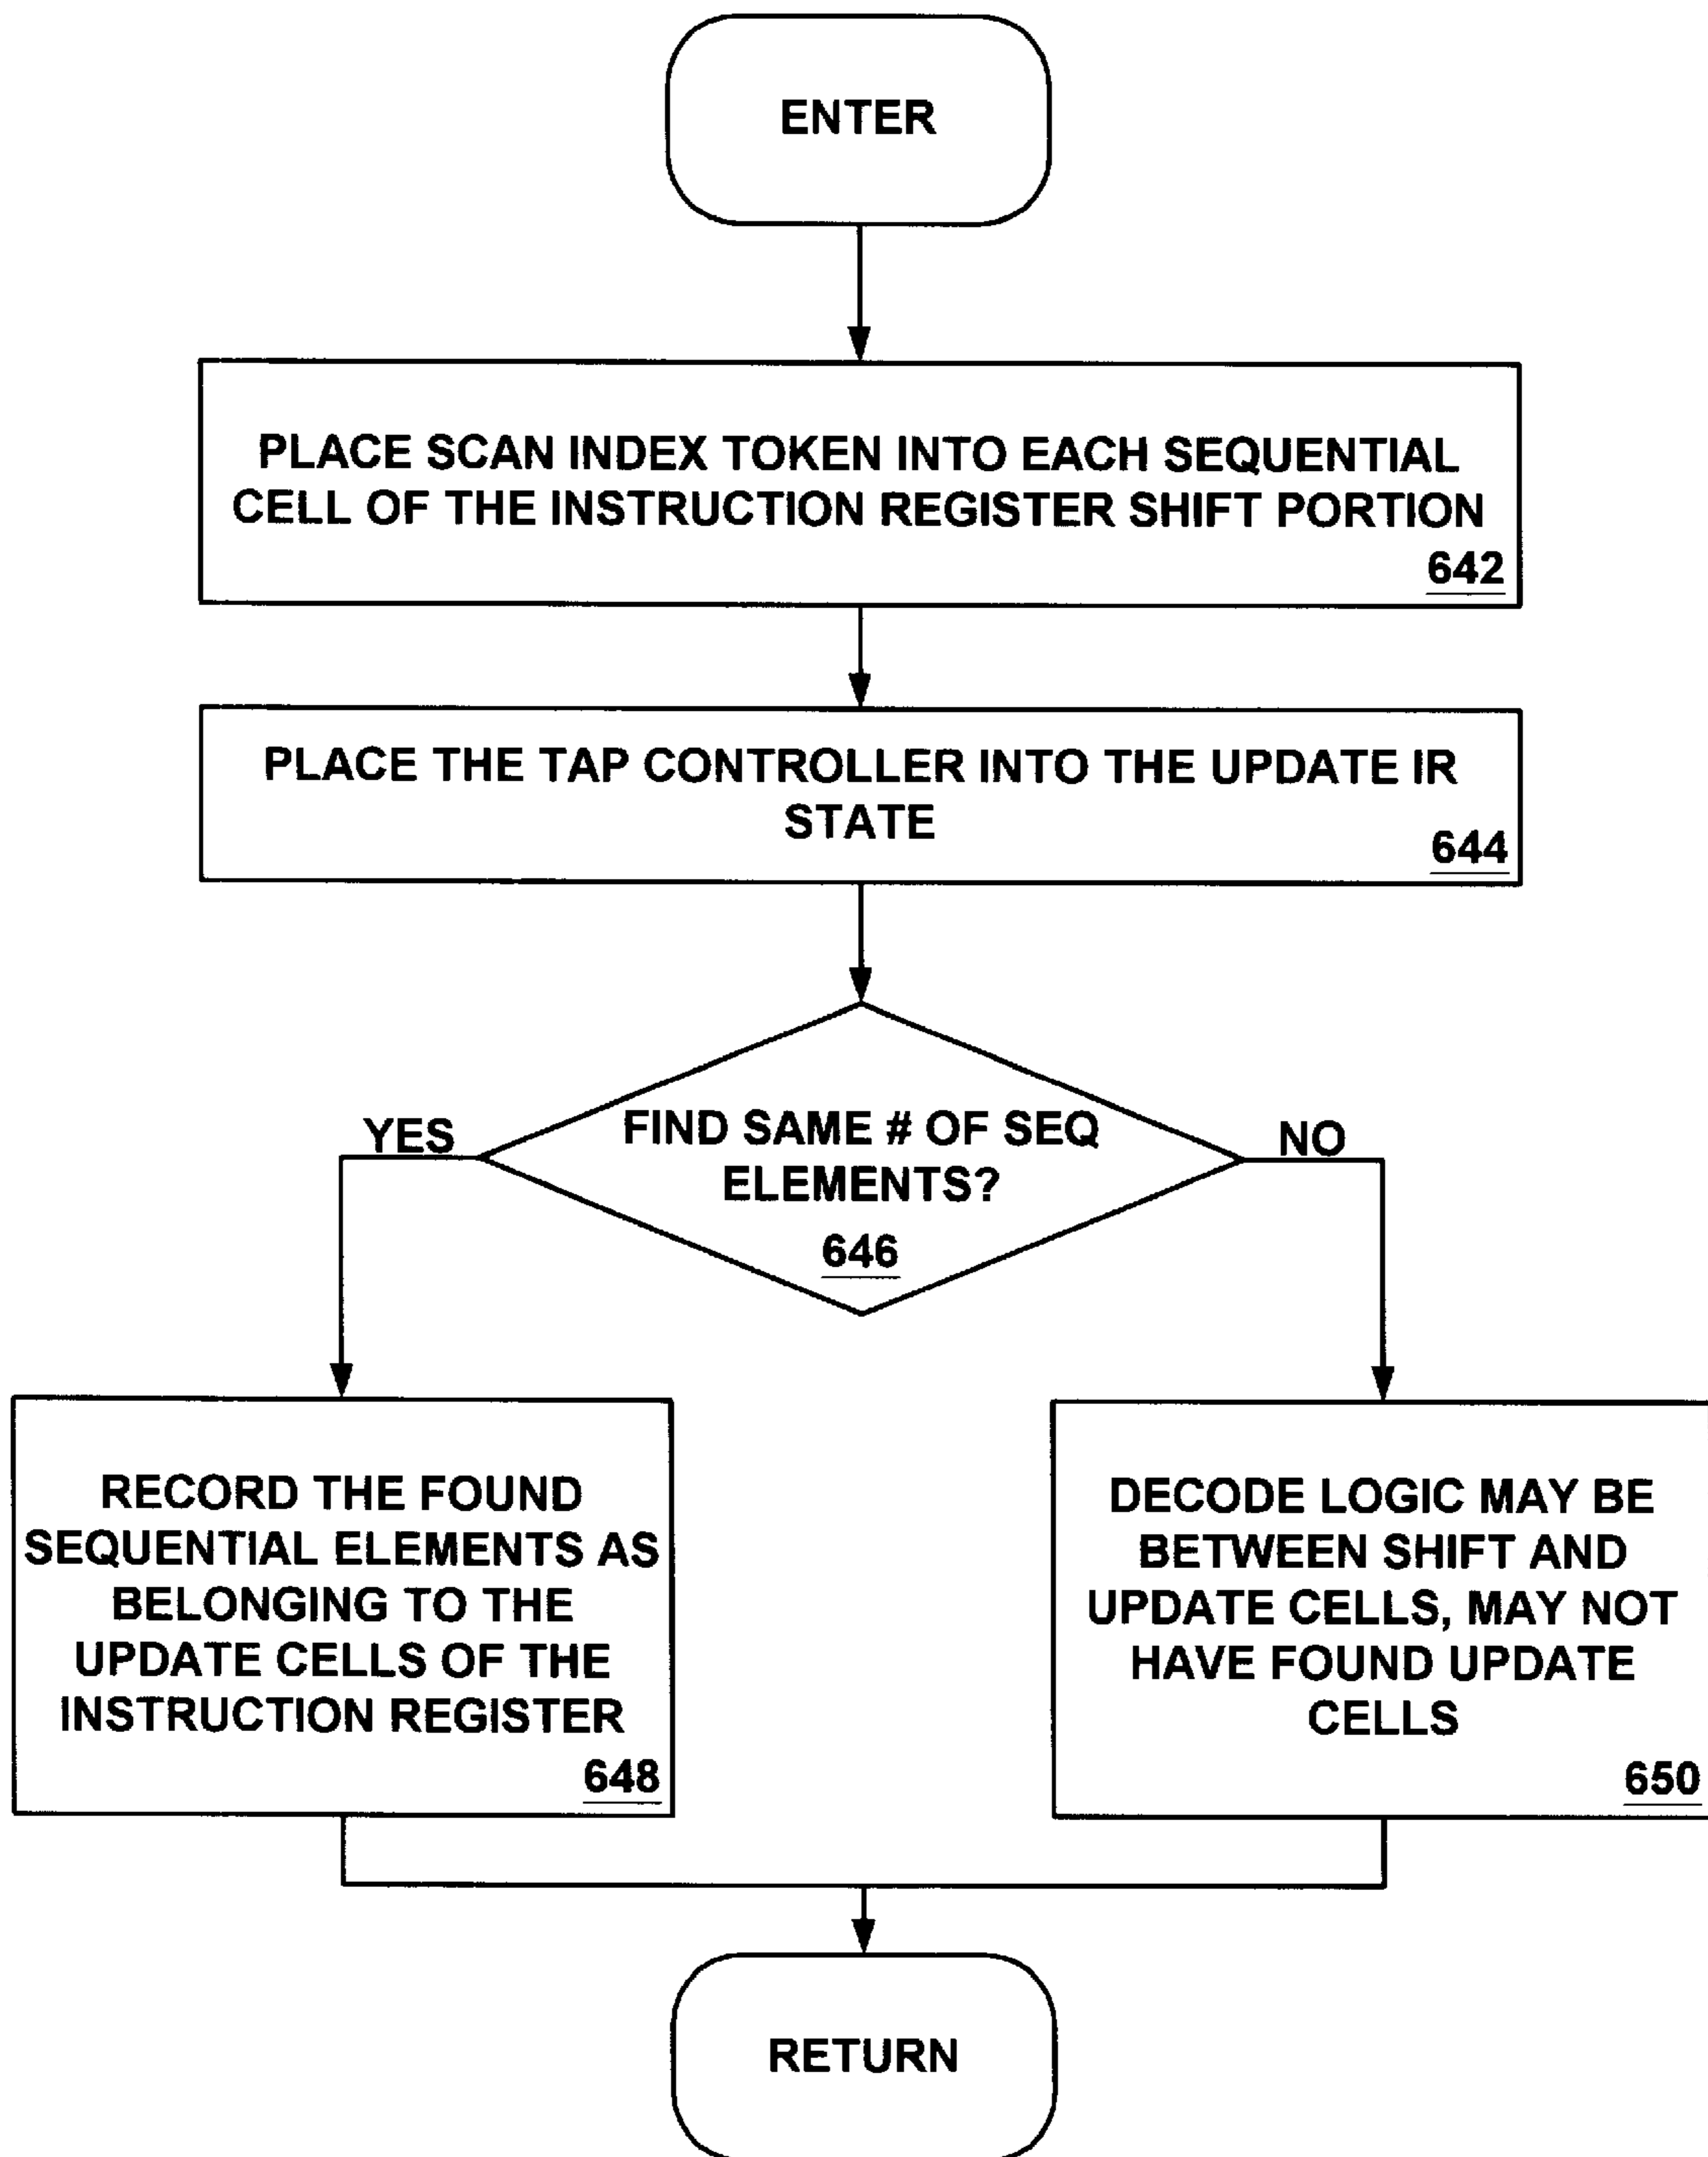 ENTER
PLACE SCAN INDEX TOKEN INTO EACH SEQUENTIAL
CELL OF THE INSTRUCTION REGISTER SHIFT PORTION
642
PLACE THE TAP CONTROLLER INTO THE UPDATE IR
STATE
644
FIND SAME # OF SEQ
ELEMENTS?
646
YES
NO
RECORD THE FOUND
SEQUENTIAL ELEMENTS AS
BELONGING TO THE
UPDATE CELLS OF THE
INSTRUCTION REGISTER
648
DECODE LOGIC MAY BE
BETWEEN SHIFT AND
UPDATE CELLS, MAY NOT
HAVE FOUND UPDATE
CELLS
650
RETURN